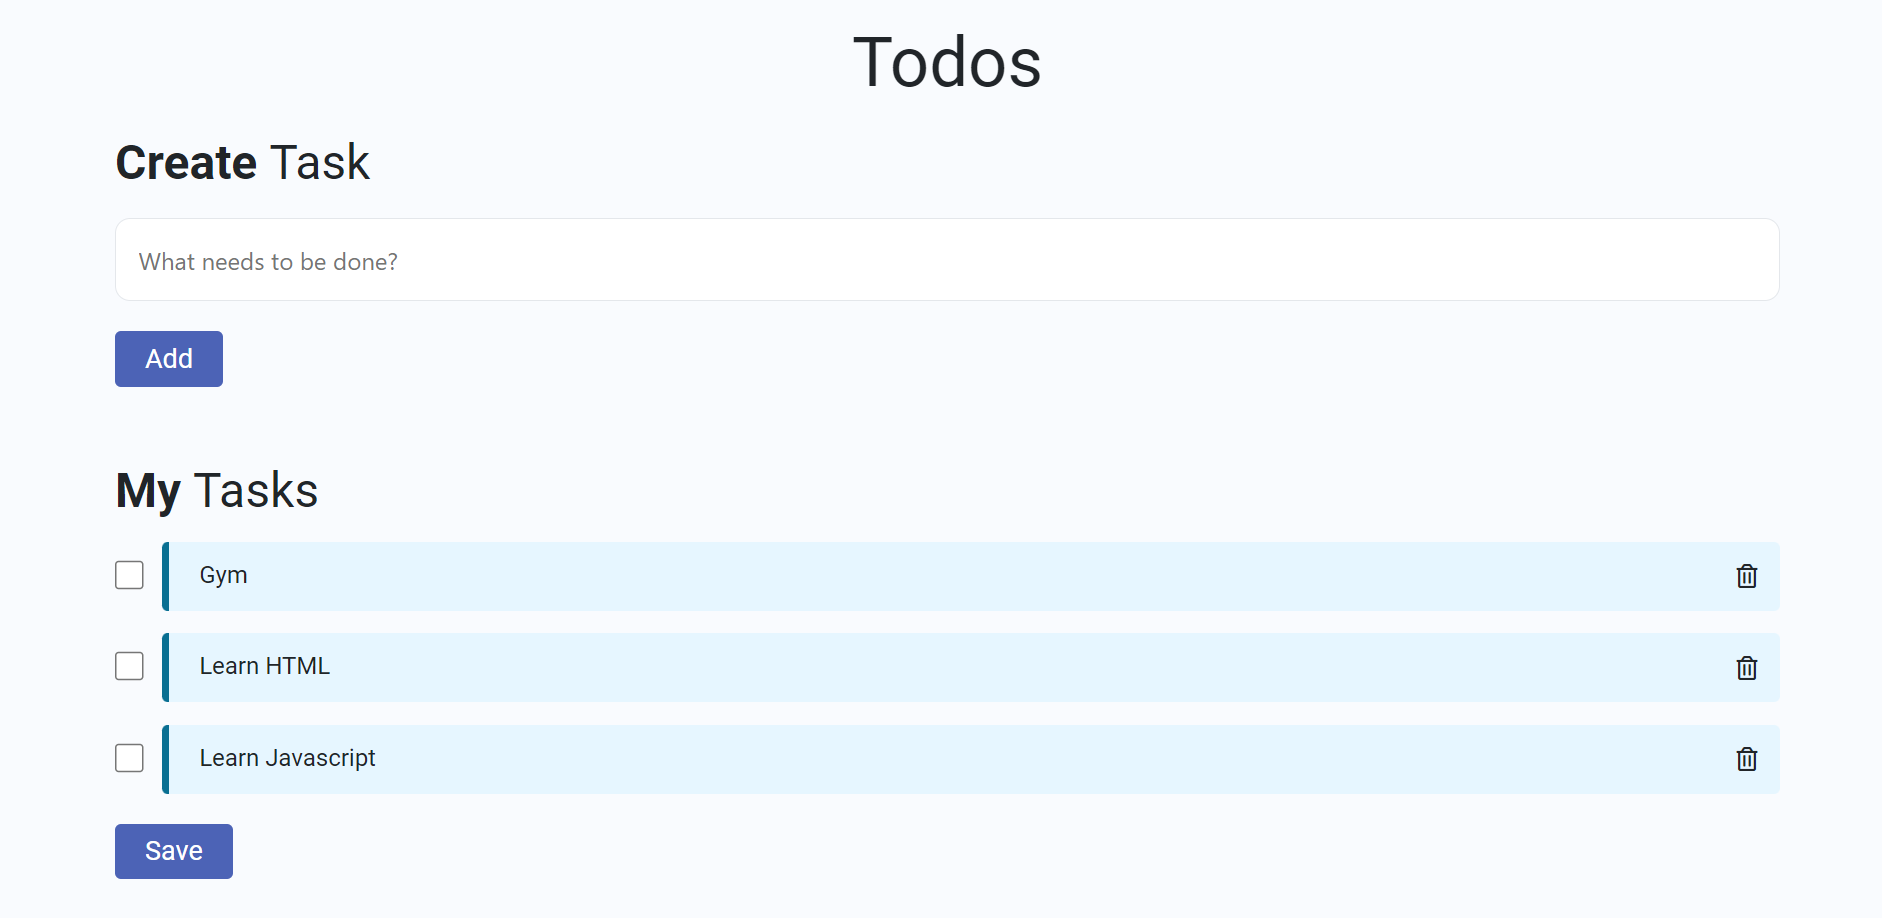 Todos
Create Task
What needs to be done?
Add
My Tasks
Gym
Learn HTML
Learn Javascript
Save